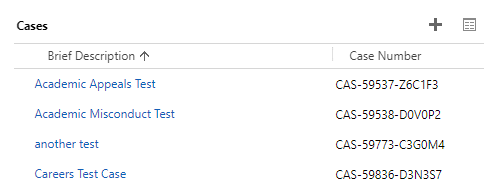 Cases
Brief Description Case Number
Academic Appeals Test CAS-59537-Z6C1F3
Academic Misconduct Test CAS-59538-D0V0P2
another test CAS-59773-C3G0M4
Careers Test Case CAS-59836-D3N3S7